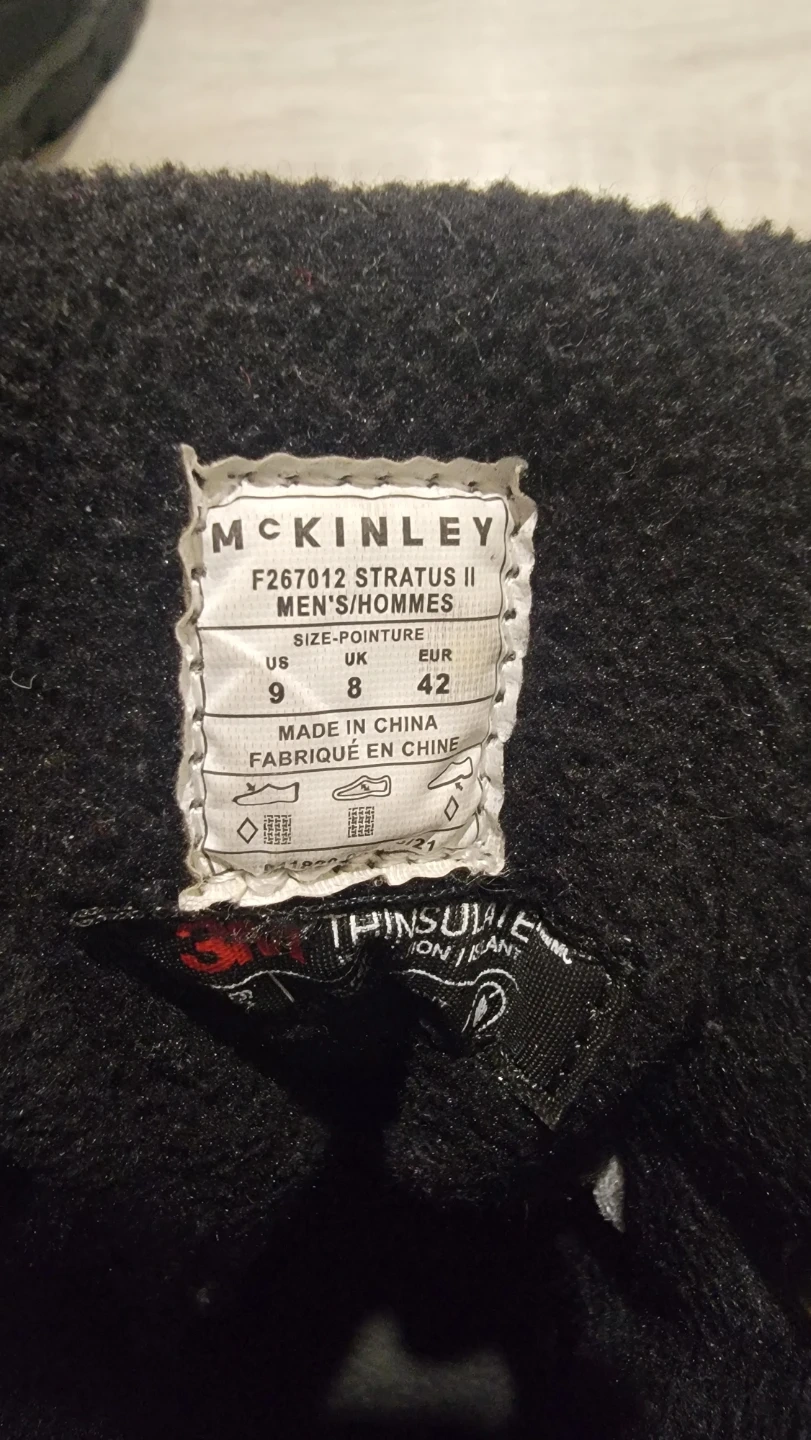 McKINLEY
F267012 STRATUS II
MEN'S/HOMMES
SIZE-POINTURE
US UK EUR
9 8 42
MADE IN CHINA
FABRIQUÉ EN CHINE
3M THINSULATE